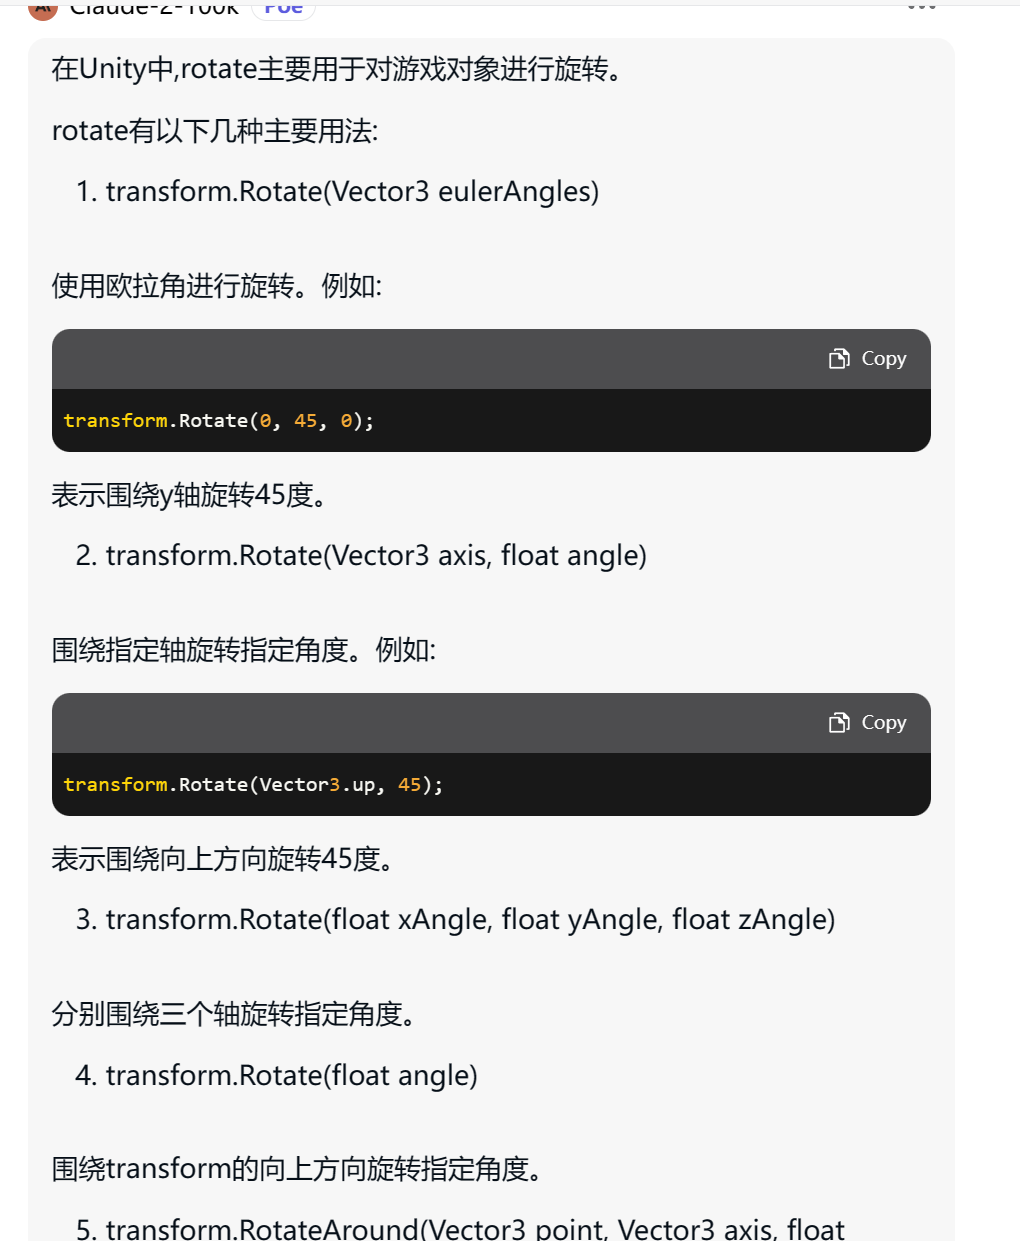 Claude-2-100k Poe
在Unity中,rotate主要用于对游戏对象进行旋转。
rotate有以下几种主要用法:
1. transform.Rotate(Vector3 eulerAngles)
使用欧拉角进行旋转。例如:
Copy
transform.Rotate(0, 45, 0);
表示围绕y轴旋转45度。
2. transform.Rotate(Vector3 axis, float angle)
围绕指定轴旋转指定角度。例如:
Copy
transform.Rotate(Vector3.up, 45);
表示围绕向上方向旋转45度。
3. transform.Rotate(float xAngle, float yAngle, float zAngle)
分别围绕三个轴旋转指定角度。
4. transform.Rotate(float angle)
围绕transform的向上方向旋转指定角度。
5. transform.RotateAround(Vector3 point, Vector3 axis, float